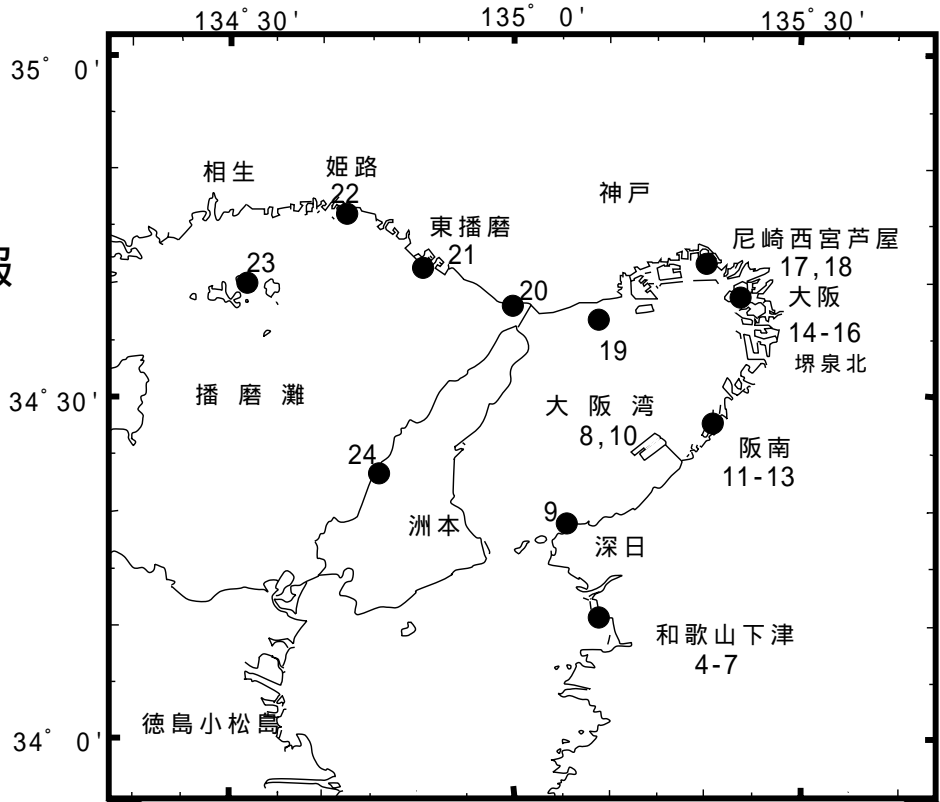 134°30'
135° 0'
135°30'
35° 0'
相生
姫路
22
神戸
東播磨
21
尼崎西宮芦屋
17,18
報
23
20
大阪
14-16
19
堺泉北
34°30'
播磨灘
大阪湾
8,10
阪南
11-13
24
9
洲本
深日
和歌山下津
4-7
徳島小松島
34° 0'